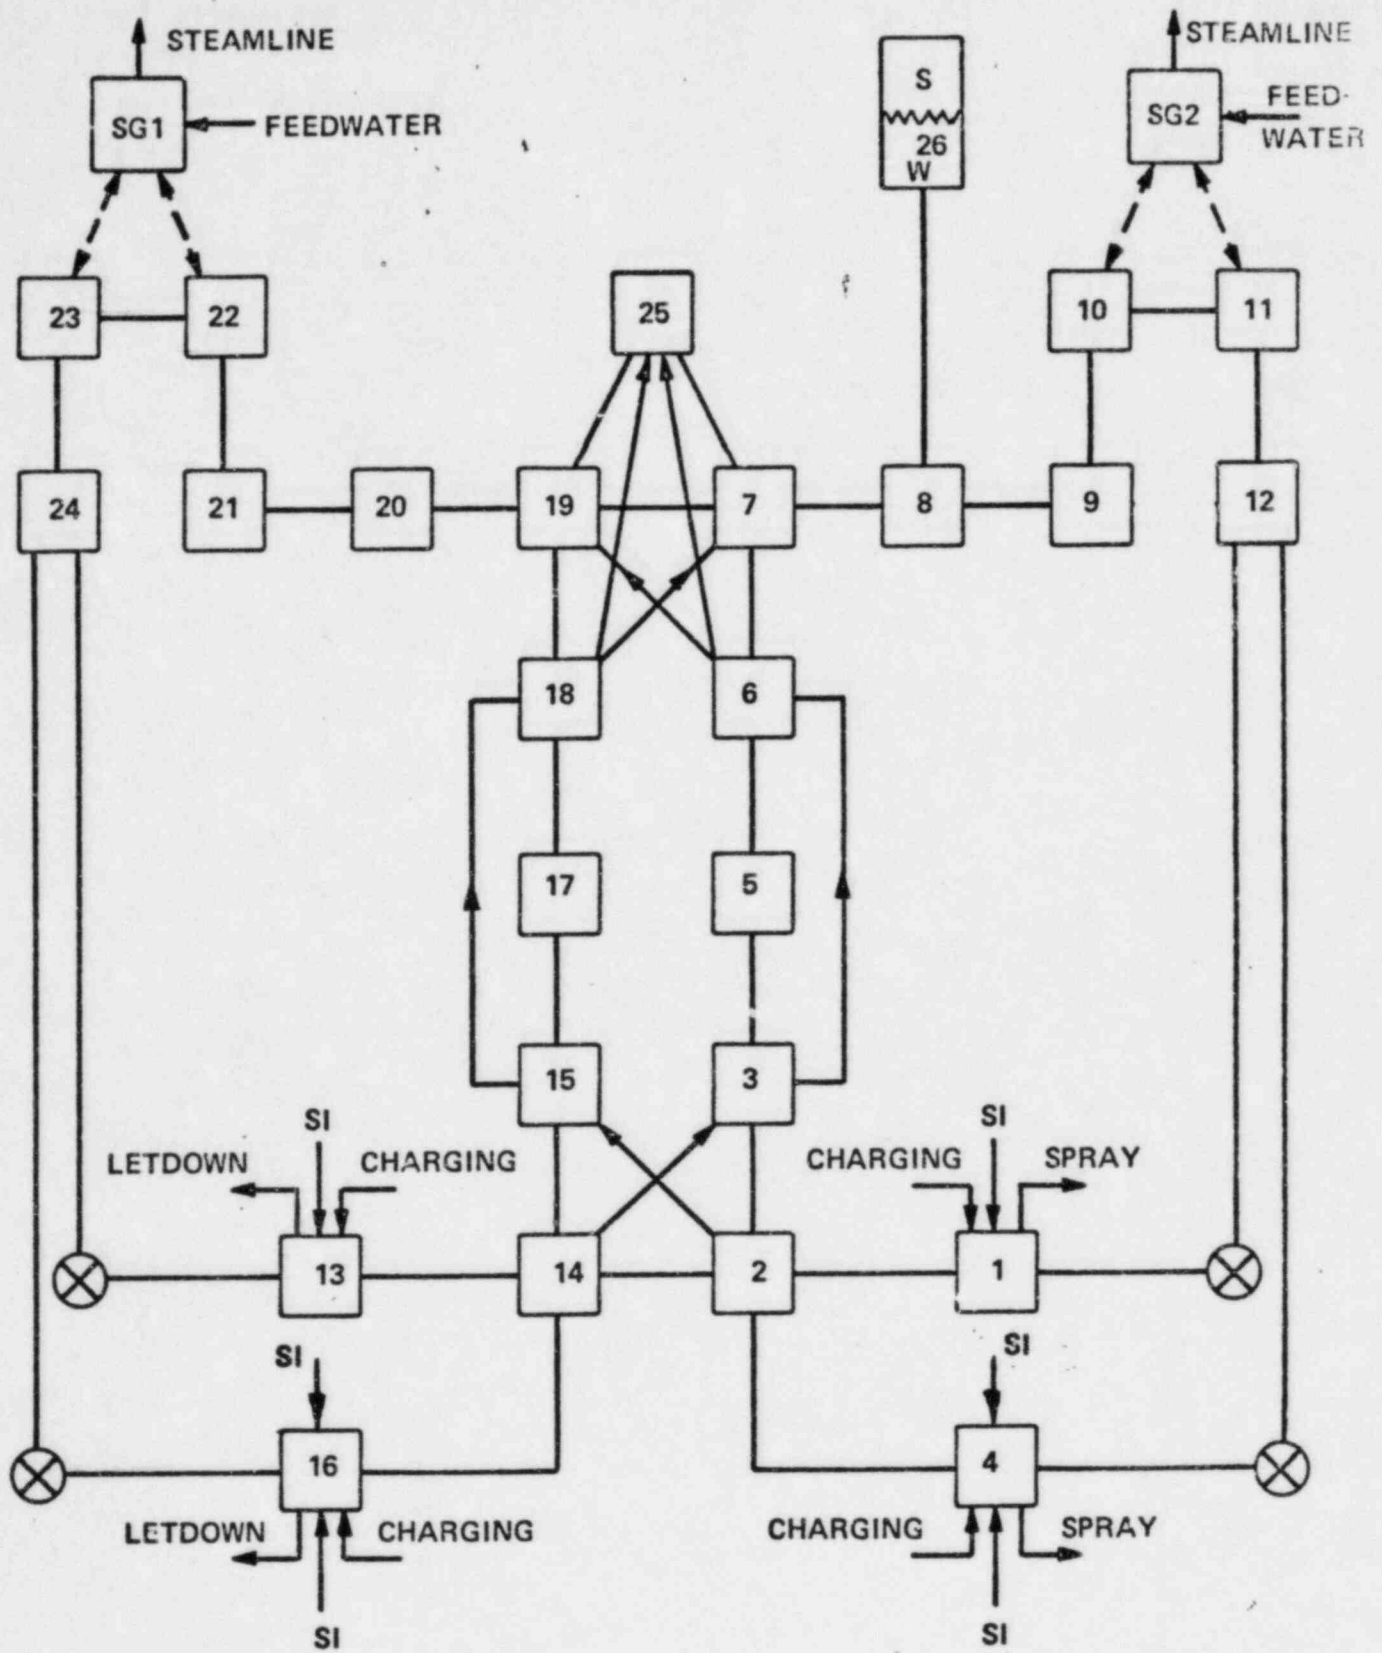 STEAMLINE
STEAMLINE
SG1
FEEDWATER
S
26
W
SG2
FEED-
WATER
23
22
25
10
11
24
21
20
19
7
8
9
12
18
6
17
5
15
3
SI
LETDOWN
CHARGING
SI
CHARGING
SPRAY
13
14
2
1
SI
SI
16
4
LETDOWN
CHARGING
CHARGING
SPRAY
SI
SI